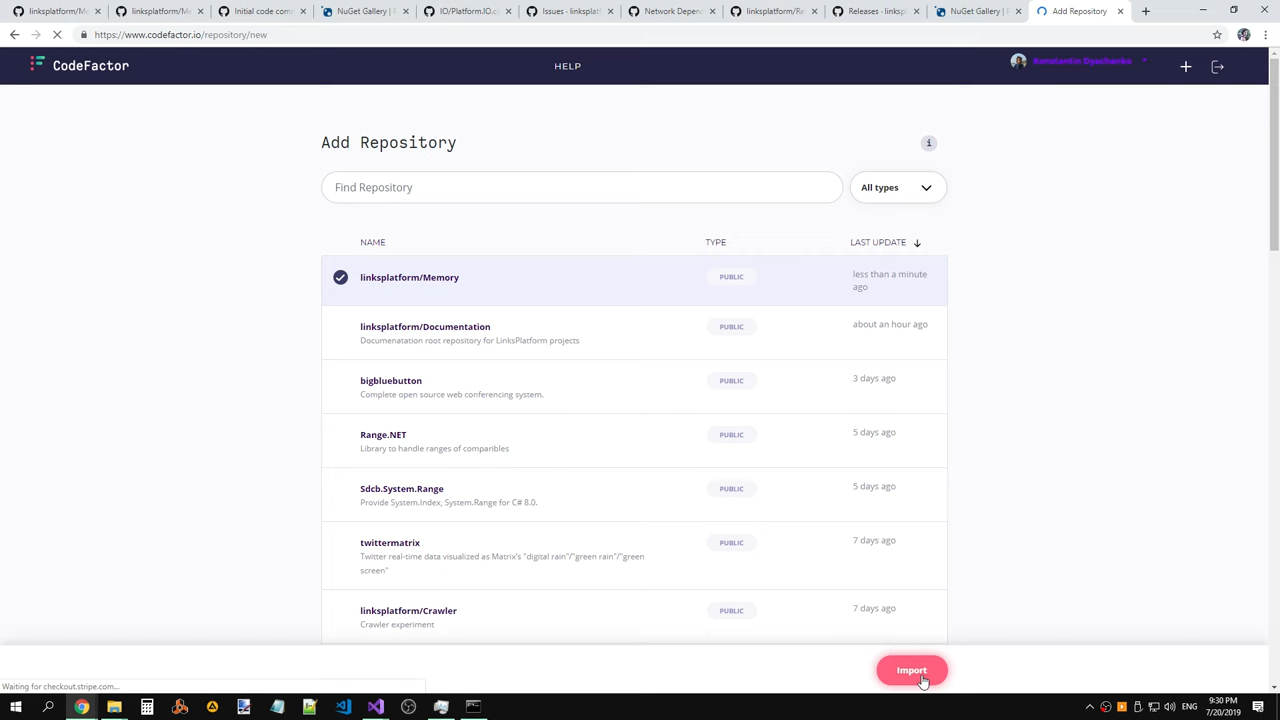 linksplatform/Me
linksplatform/Me
Initial code com
NuGet Gallery | F
IO/Platform.IO.c
Issues · linkspla
Network Depend
linksplatform/Re
Releases · linksp
NuGet Gallery |
Add Repository
https://www.codefactor.io/repository/new
CodeFactor
HELP
Konstantin Dyachenko
Add Repository
i
Find Repository
All types
NAME
TYPE
LAST UPDATE
linksplatform/Memory
PUBLIC
less than a minute
ago
linksplatform/Documentation
PUBLIC
about an hour ago
Documenatation root repository for LinksPlatform projects
bigbluebutton
PUBLIC
3 days ago
Complete open source web conferencing system.
Range.NET
PUBLIC
5 days ago
Library to handle ranges of comparibles
Sdcb.System.Range
PUBLIC
5 days ago
Provide System.Index, System.Range for C# 8.0.
twittermatrix
PUBLIC
7 days ago
Twitter real-time data visualized as Matrix's "digital rain"/"green rain"/"green
screen"
linksplatform/Crawler
PUBLIC
7 days ago
Crawler experiment
Import
Waiting for checkout.stripe.com...
9:30 PM
7/20/2019